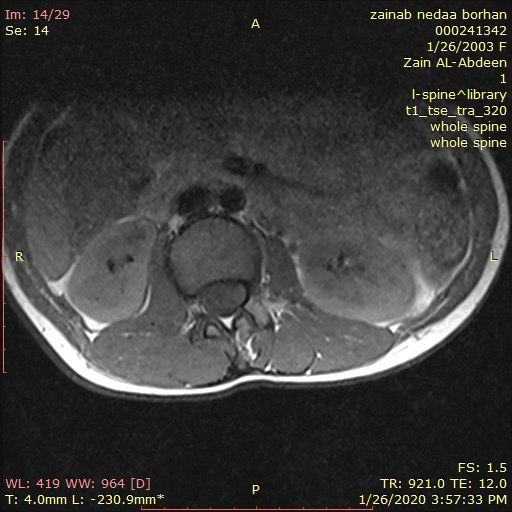 Im: 14/29
Se: 14
A
zainab nedaa borhan
000241342
1/26/2003 F
Zain AL-Abdeen
1
l-spine^library
t1_tse_tra_320
whole spine
whole spine
R
L
WL: 419 WW: 964 [D]
T: 4.0mm L: -230.9mm*
P
FS: 1.5
TR: 921.0 TE: 12.0
1/26/2020 3:57:33 PM